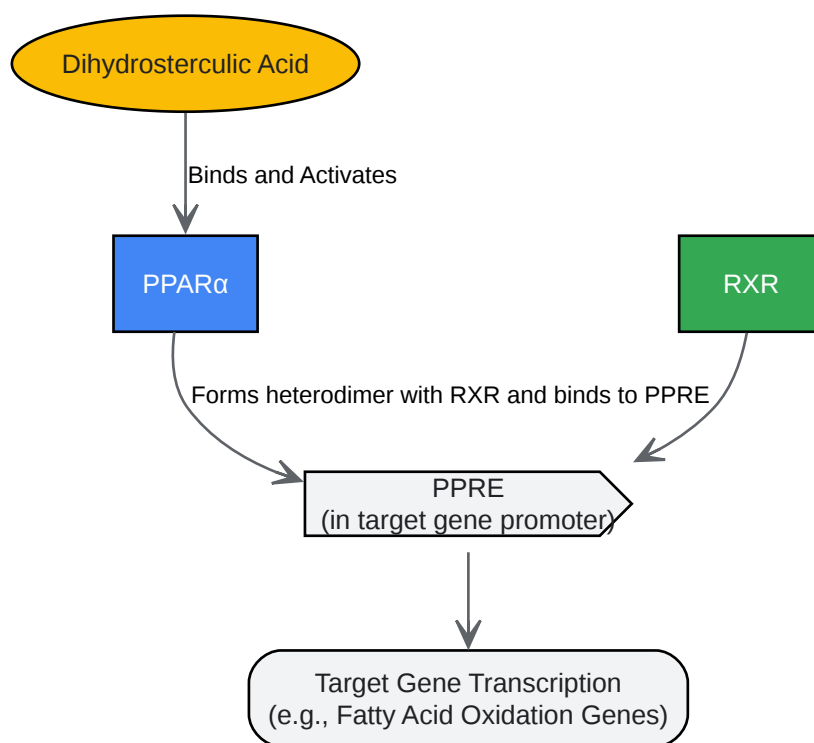 Dihydrosterculic Acid
Binds and Activates
PPARα
RXR
Forms heterodimer with RXR and binds to PPRE
PPRE
(in target gene promoter)
Target Gene Transcription
(e.g., Fatty Acid Oxidation Genes)